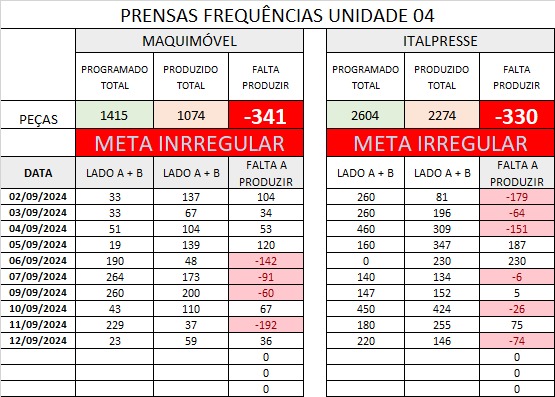 PRENSAS FREQUÊNCIAS UNIDADE 04
MAQUIMÓVEL ITALPRESSE
PROGRAMADO TOTAL PRODUZIDO TOTAL FALTA PRODUZIR PROGRAMADO TOTAL PRODUZIDO TOTAL FALTA PRODUZIR
PEÇAS 1415 1074 -341 2604 2274 -330
META INRREGULAR META IRREGULAR
DATA LADO A + B LADO A + B FALTA A PRODUZIR LADO A + B LADO A + B FALTA A PRODUZIR
02/09/2024 33 137 104 260 81 -179
03/09/2024 33 67 34 260 196 -64
04/09/2024 51 104 53 460 309 -151
05/09/2024 19 139 120 160 347 187
06/09/2024 190 48 -142 0 230 230
07/09/2024 264 173 -91 140 134 -6
09/09/2024 260 200 -60 147 152 5
10/09/2024 43 110 67 450 424 -26
11/09/2024 229 37 -192 180 255 75
12/09/2024 23 59 36 220 146 -74
0 0
0 0
0 0